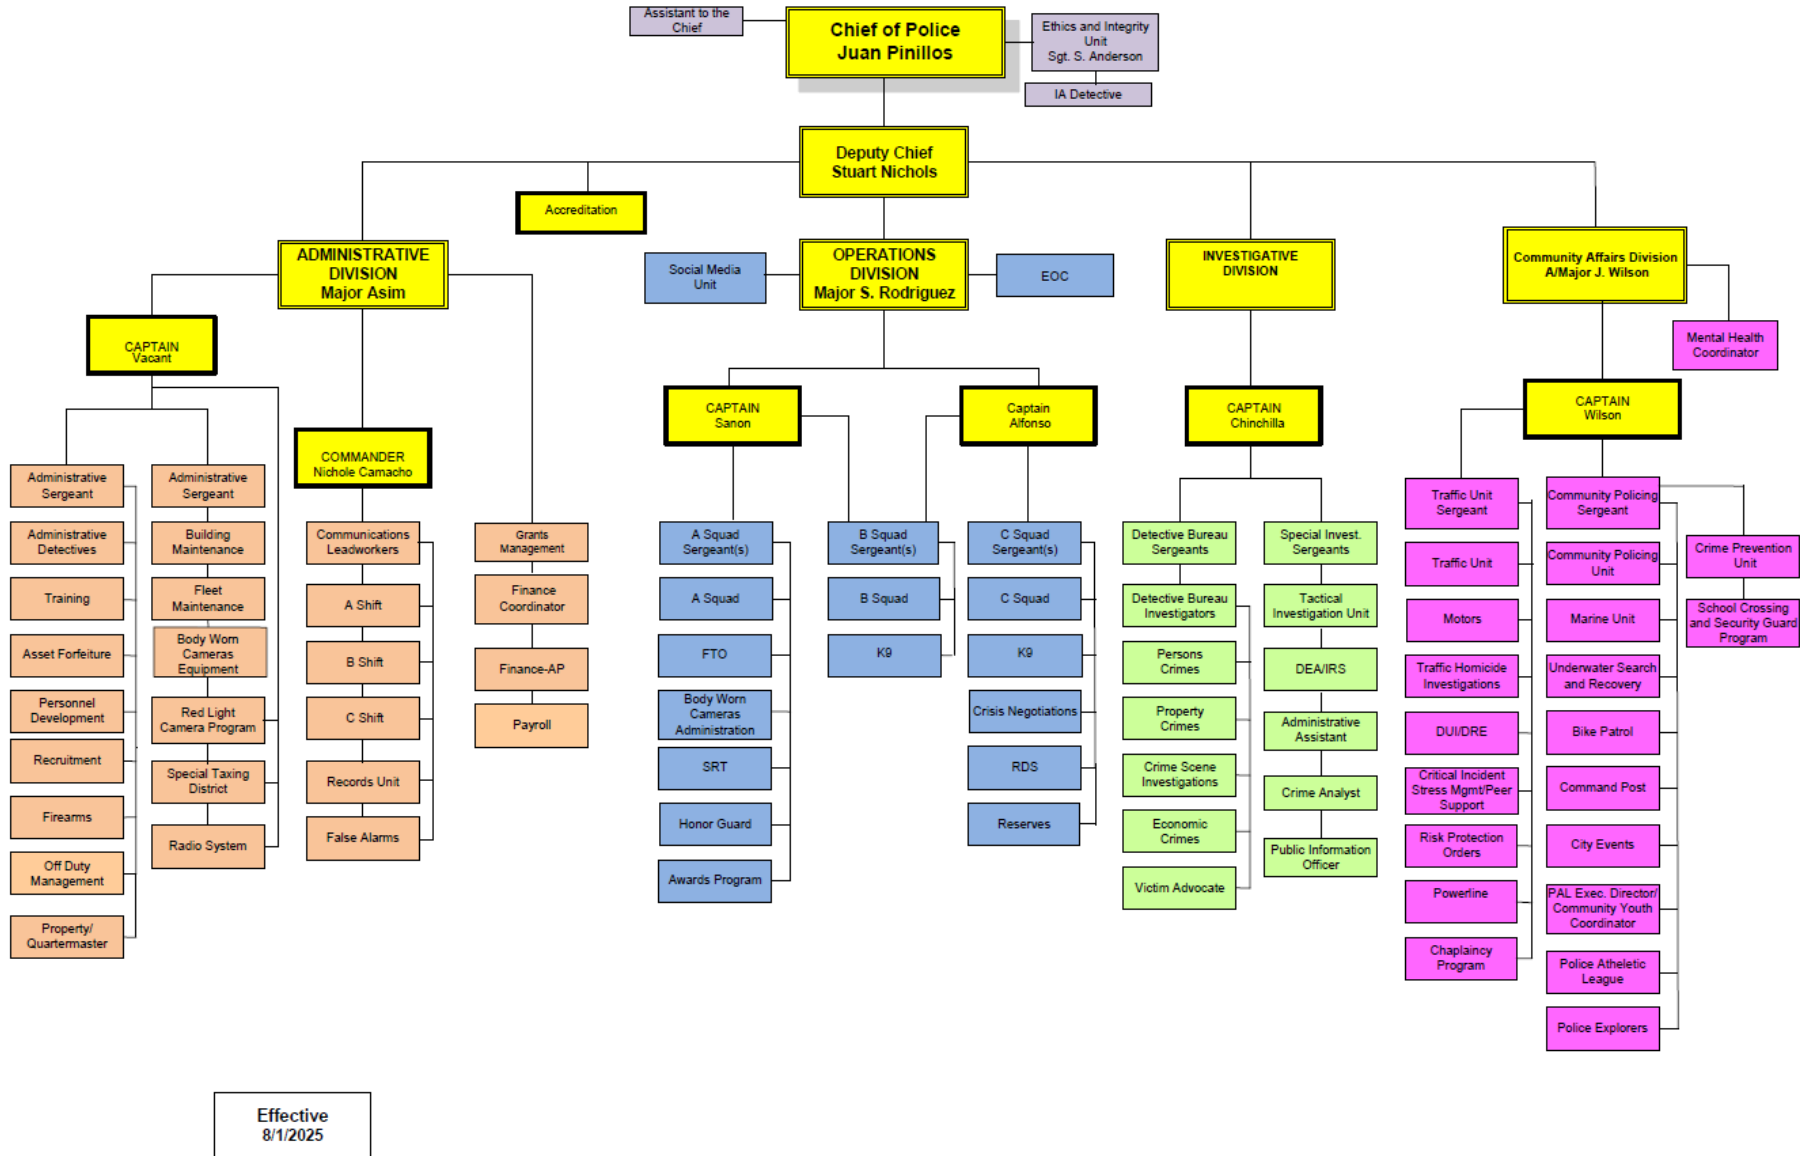 Assistant to the
Chief
Chief of Police
Juan Pinillos
Ethics and Integrity
Unit
Sgt. S. Anderson
IA Detective
Deputy Chief
Stuart Nichols
Accreditation
ADMINISTRATIVE
DIVISION
Major Asim
Social Media
Unit
OPERATIONS
DIVISION
Major S. Rodriguez
EOC
INVESTIGATIVE
DIVISION
Community Affairs Division
A/Major J. Wilson
Mental Health
Coordinator
CAPTAIN
Vacant
COMMANDER
Nichole Camacho
CAPTAIN
Sanon
Captain
Alfonso
CAPTAIN
Chinchilla
CAPTAIN
Wilson
Administrative
Sergeant
Administrative
Detectives
Training
Asset Forfeiture
Personnel
Development
Recruitment
Firearms
Off Duty
Management
Property/
Quartermaster
Administrative
Sergeant
Building
Maintenance
Fleet
Maintenance
Body Worn
Cameras
Equipment
Red Light
Camera Program
Special Taxing
District
Radio System
Communications
Leadworkers
A Shift
B Shift
C Shift
Records Unit
False Alarms
Grants
Management
Finance
Coordinator
Finance-AP
Payroll
A Squad
Sergeant(s)
A Squad
FTO
Body Worn
Cameras
Administration
SRT
Honor Guard
Awards Program
B Squad
Sergeant(s)
B Squad
K9
C Squad
Sergeant(s)
C Squad
K9
Crisis Negotiations
RDS
Reserves
Detective Bureau
Sergeants
Detective Bureau
Investigators
Persons
Crimes
Property
Crimes
Crime Scene
Investigations
Economic
Crimes
Victim Advocate
Special Invest.
Sergeants
Tactical
Investigation Unit
DEA/IRS
Administrative
Assistant
Crime Analyst
Public Information
Officer
Traffic Unit
Sergeant
Traffic Unit
Motors
Traffic Homicide
Investigations
DUI/DRE
Critical Incident
Stress Mgmt/Peer
Support
Risk Protection
Orders
Powerline
Chaplaincy
Program
Community Policing
Sergeant
Community Policing
Unit
Marine Unit
Underwater Search
and Recovery
Bike Patrol
Command Post
City Events
PAL Exec. Director/
Community Youth
Coordinator
Police Atheletic
League
Police Explorers
Crime Prevention
Unit
School Crossing
and Security Guard
Program
Effective
8/1/2025